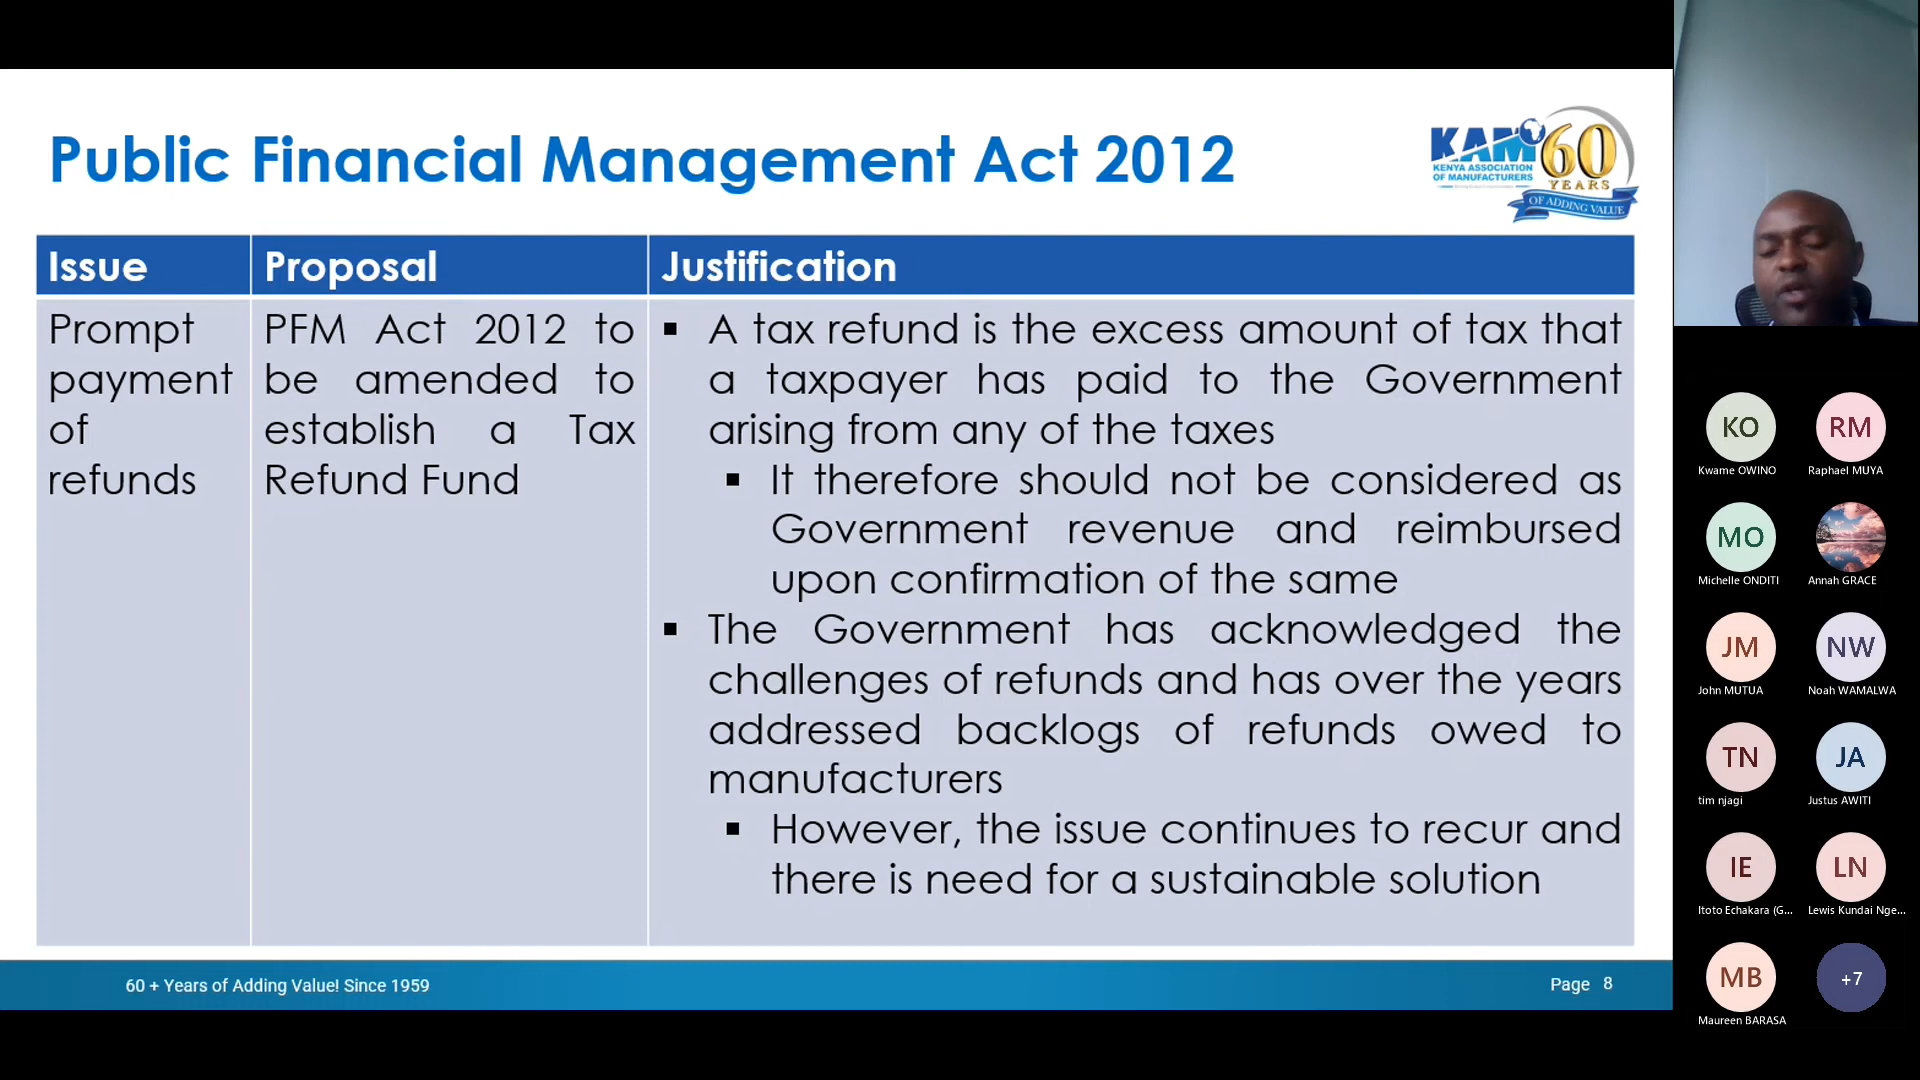 Public Financial Management Act 2012
KAM 60
KENYA ASSOCIATION
OF MANUFACTURERS
YEARS
OF ADDING VALUE
Issue
Proposal
Justification
Prompt
payment
of
refunds
PFM Act 2012 to
be amended to
establish a Tax
Refund Fund
▪ A tax refund is the excess amount of tax that
a taxpayer has paid to the Government
arising from any of the taxes
▪ It therefore should not be considered as
Government revenue and reimbursed
upon confirmation of the same
▪ The Government has acknowledged the
challenges of refunds and has over the years
addressed backlogs of refunds owed to
manufacturers
▪ However, the issue continues to recur and
there is need for a sustainable solution
60 + Years of Adding Value! Since 1959
Page 8
KO
Kwame OWINO
RM
Raphael MUYA
MO
Michelle ONDITI
Annah GRACE
JM
John MUTUA
NW
Noah WAMALWA
TN
tim njagi
JA
Justus AWITI
IE
Itoto Echakara (G...
LN
Lewis Kundai Nge...
MB
Maureen BARASA
+7